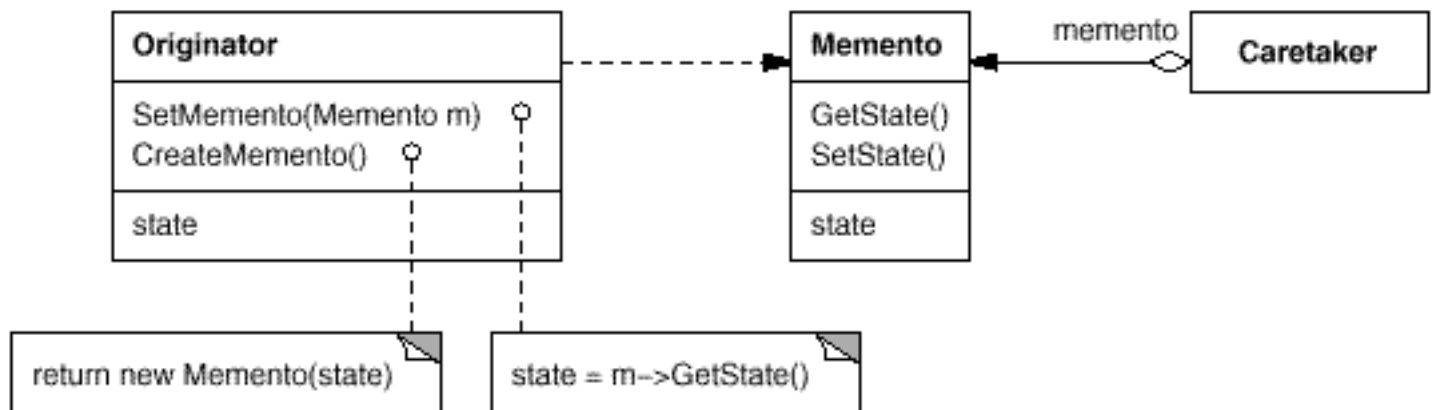 Originator
SetMemento(Memento m)
CreateMemento()
state
return new Memento(state)
state = m–>GetState()
Memento
GetState()
SetState()
state
memento
Caretaker